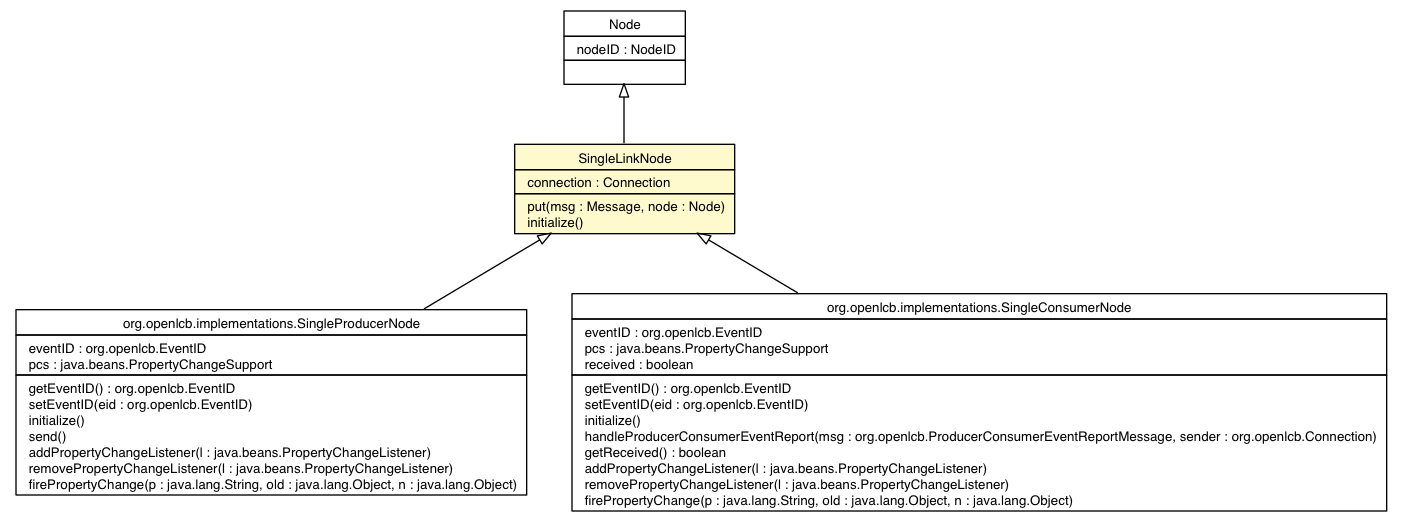 Node
nodeID : NodeID
SingleLinkNode
connection : Connection
put(msg : Message, node : Node)
initialize()
org.openlcb.implementations.SingleProducerNode
eventID : org.openlcb.EventID
pcs : java.beans.PropertyChangeSupport
getEventID() : org.openlcb.EventID
setEventID(eid : org.openlcb.EventID)
initialize()
send()
addPropertyChangeListener(l : java.beans.PropertyChangeListener)
removePropertyChangeListener(l : java.beans.PropertyChangeListener)
firePropertyChange(p : java.lang.String, old : java.lang.Object, n : java.lang.Object)
org.openlcb.implementations.SingleConsumerNode
eventID : org.openlcb.EventID
pcs : java.beans.PropertyChangeSupport
received : boolean
getEventID() : org.openlcb.EventID
setEventID(eid : org.openlcb.EventID)
initialize()
handleProducerConsumerEventReport(msg : org.openlcb.ProducerConsumerEventReportMessage, sender : org.openlcb.Connection)
getReceived() : boolean
addPropertyChangeListener(l : java.beans.PropertyChangeListener)
removePropertyChangeListener(l : java.beans.PropertyChangeListener)
firePropertyChange(p : java.lang.String, old : java.lang.Object, n : java.lang.Object)